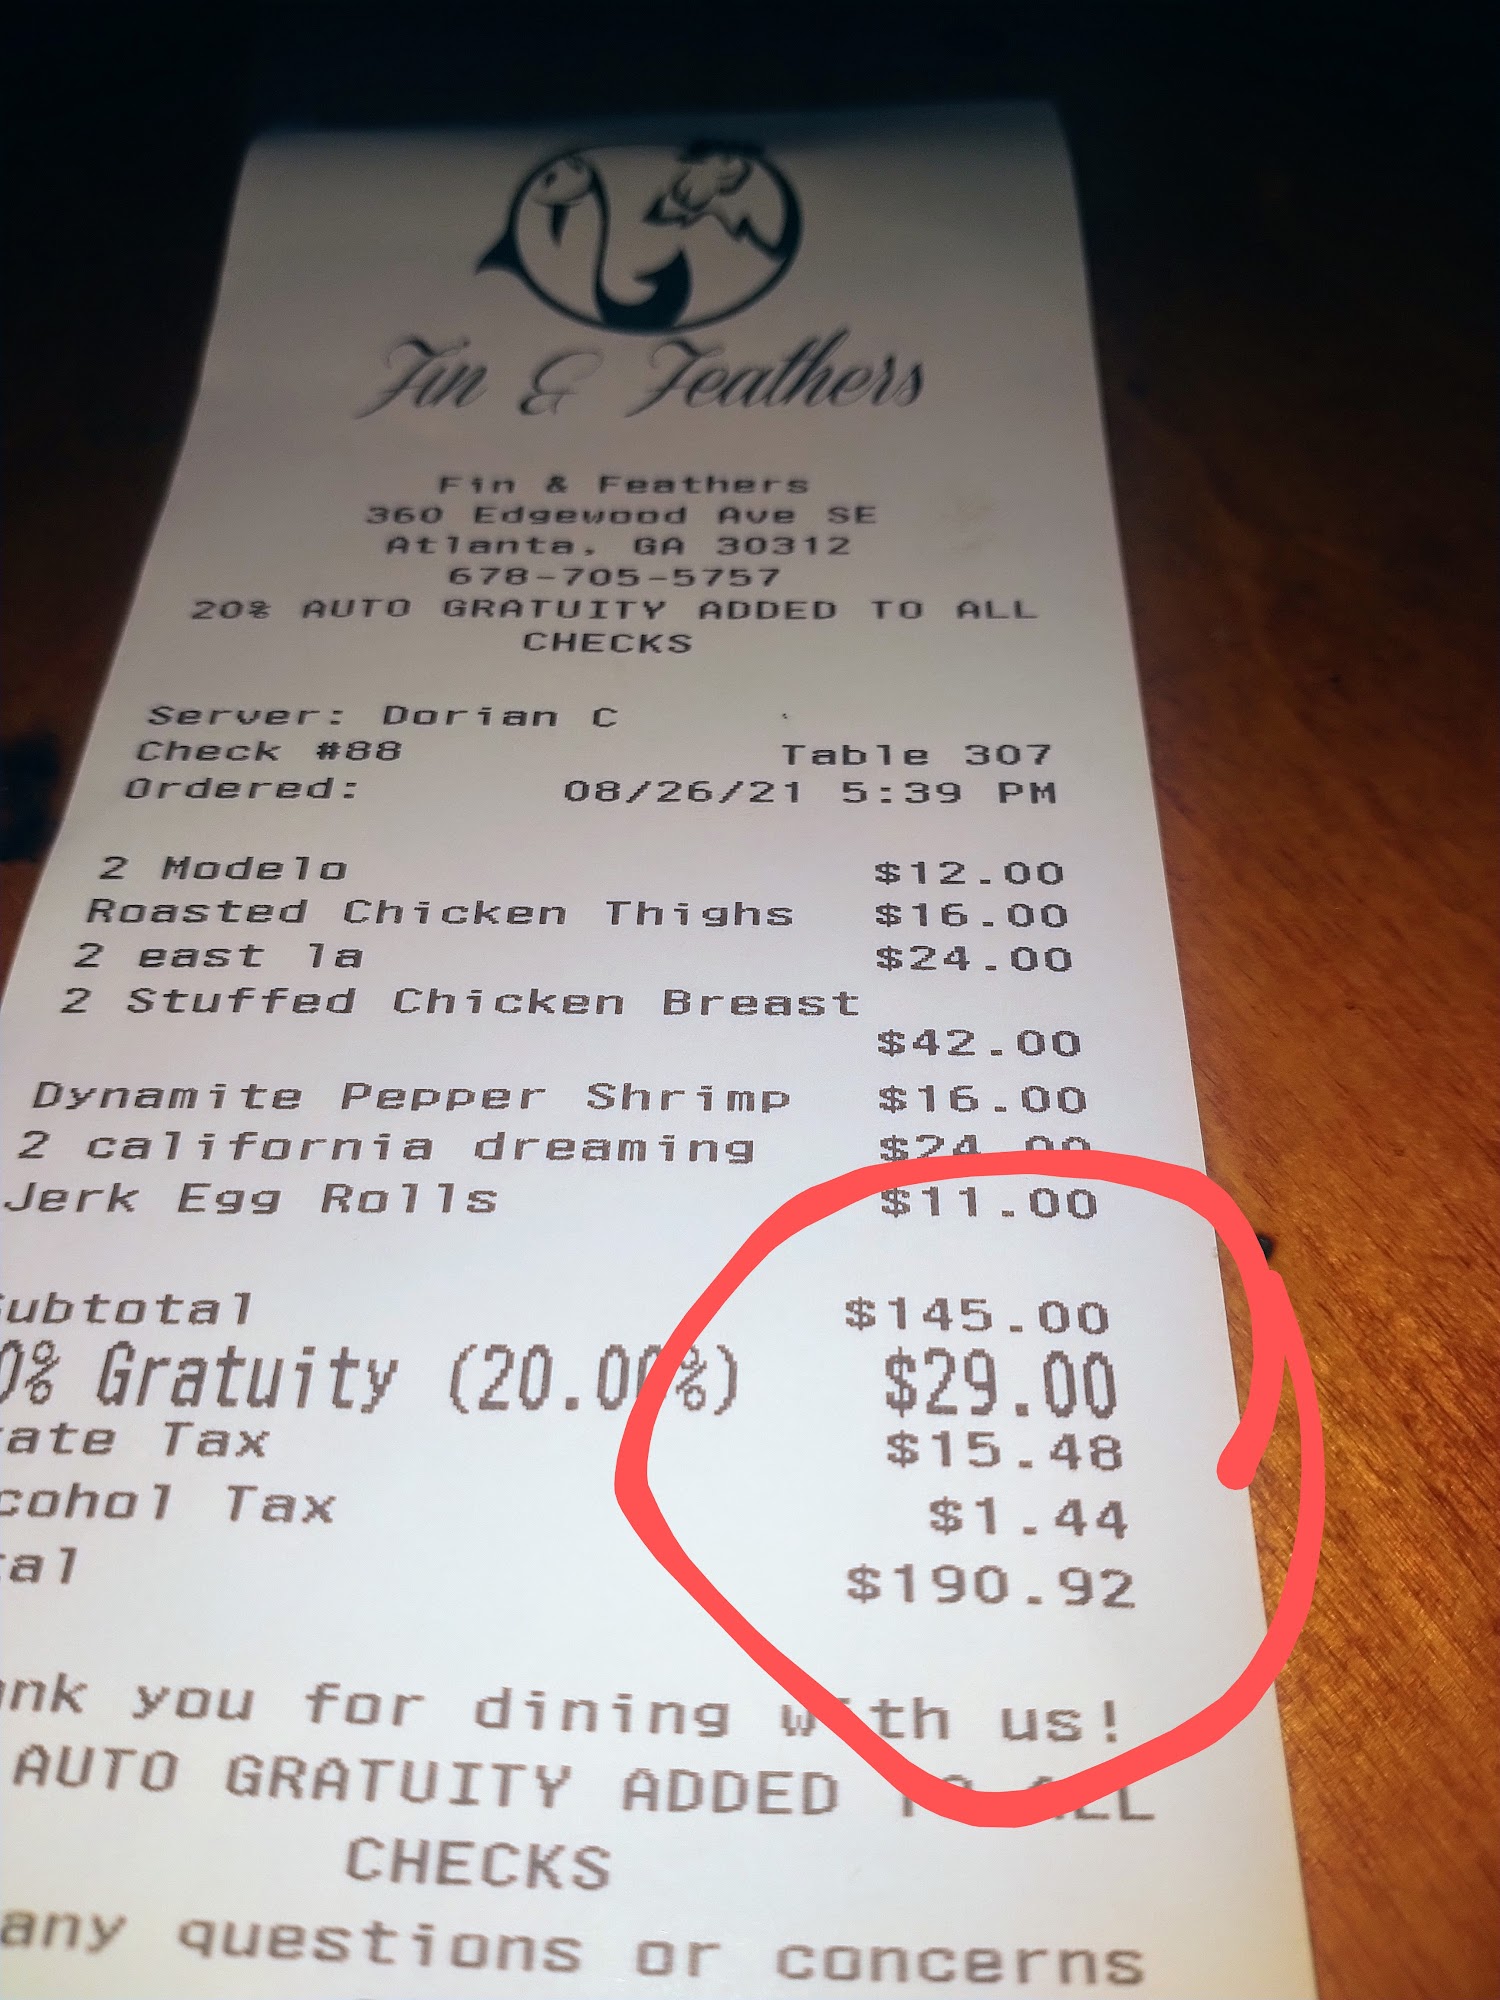 Fin & Feathers
Fin & Feathers
360 Edgewood Ave SE
Atlanta, GA 30312
678-705-5757
20% AUTO GRATUITY ADDED TO ALL
CHECKS
Server: Dorian C
Check #88 Table 307
Ordered: 08/26/21 5:39 PM
2 Modelo $12.00
Roasted Chicken Thighs $16.00
2 east la $24.00
2 Stuffed Chicken Breast
$42.00
Dynamite Pepper Shrimp $16.00
2 california dreaming $24.00
Jerk Egg Rolls $11.00
ubtotal $145.00
0% Gratuity (20.00%) $29.00
ate Tax $15.48
cohol Tax $1.44
al $190.92
nk you for dining with us!
AUTO GRATUITY ADDED TO ALL
CHECKS
any questions or concerns